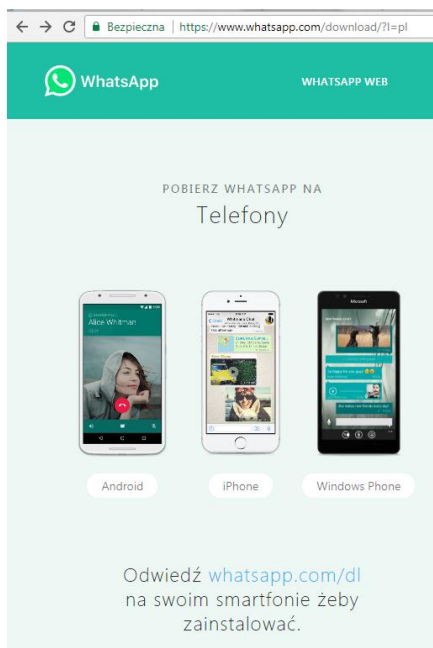 Bezpieczna | https://www.whatsapp.com/download/?l=pl
WhatsApp
WHATSAPP WEB
POBIERZ WHATSAPP NA
Telefony
Alice Whitman
Microsoft
Android
iPhone
Windows Phone
Odwiedź whatsapp.com/dl
na swoim smartfonie żeby
zainstalować.